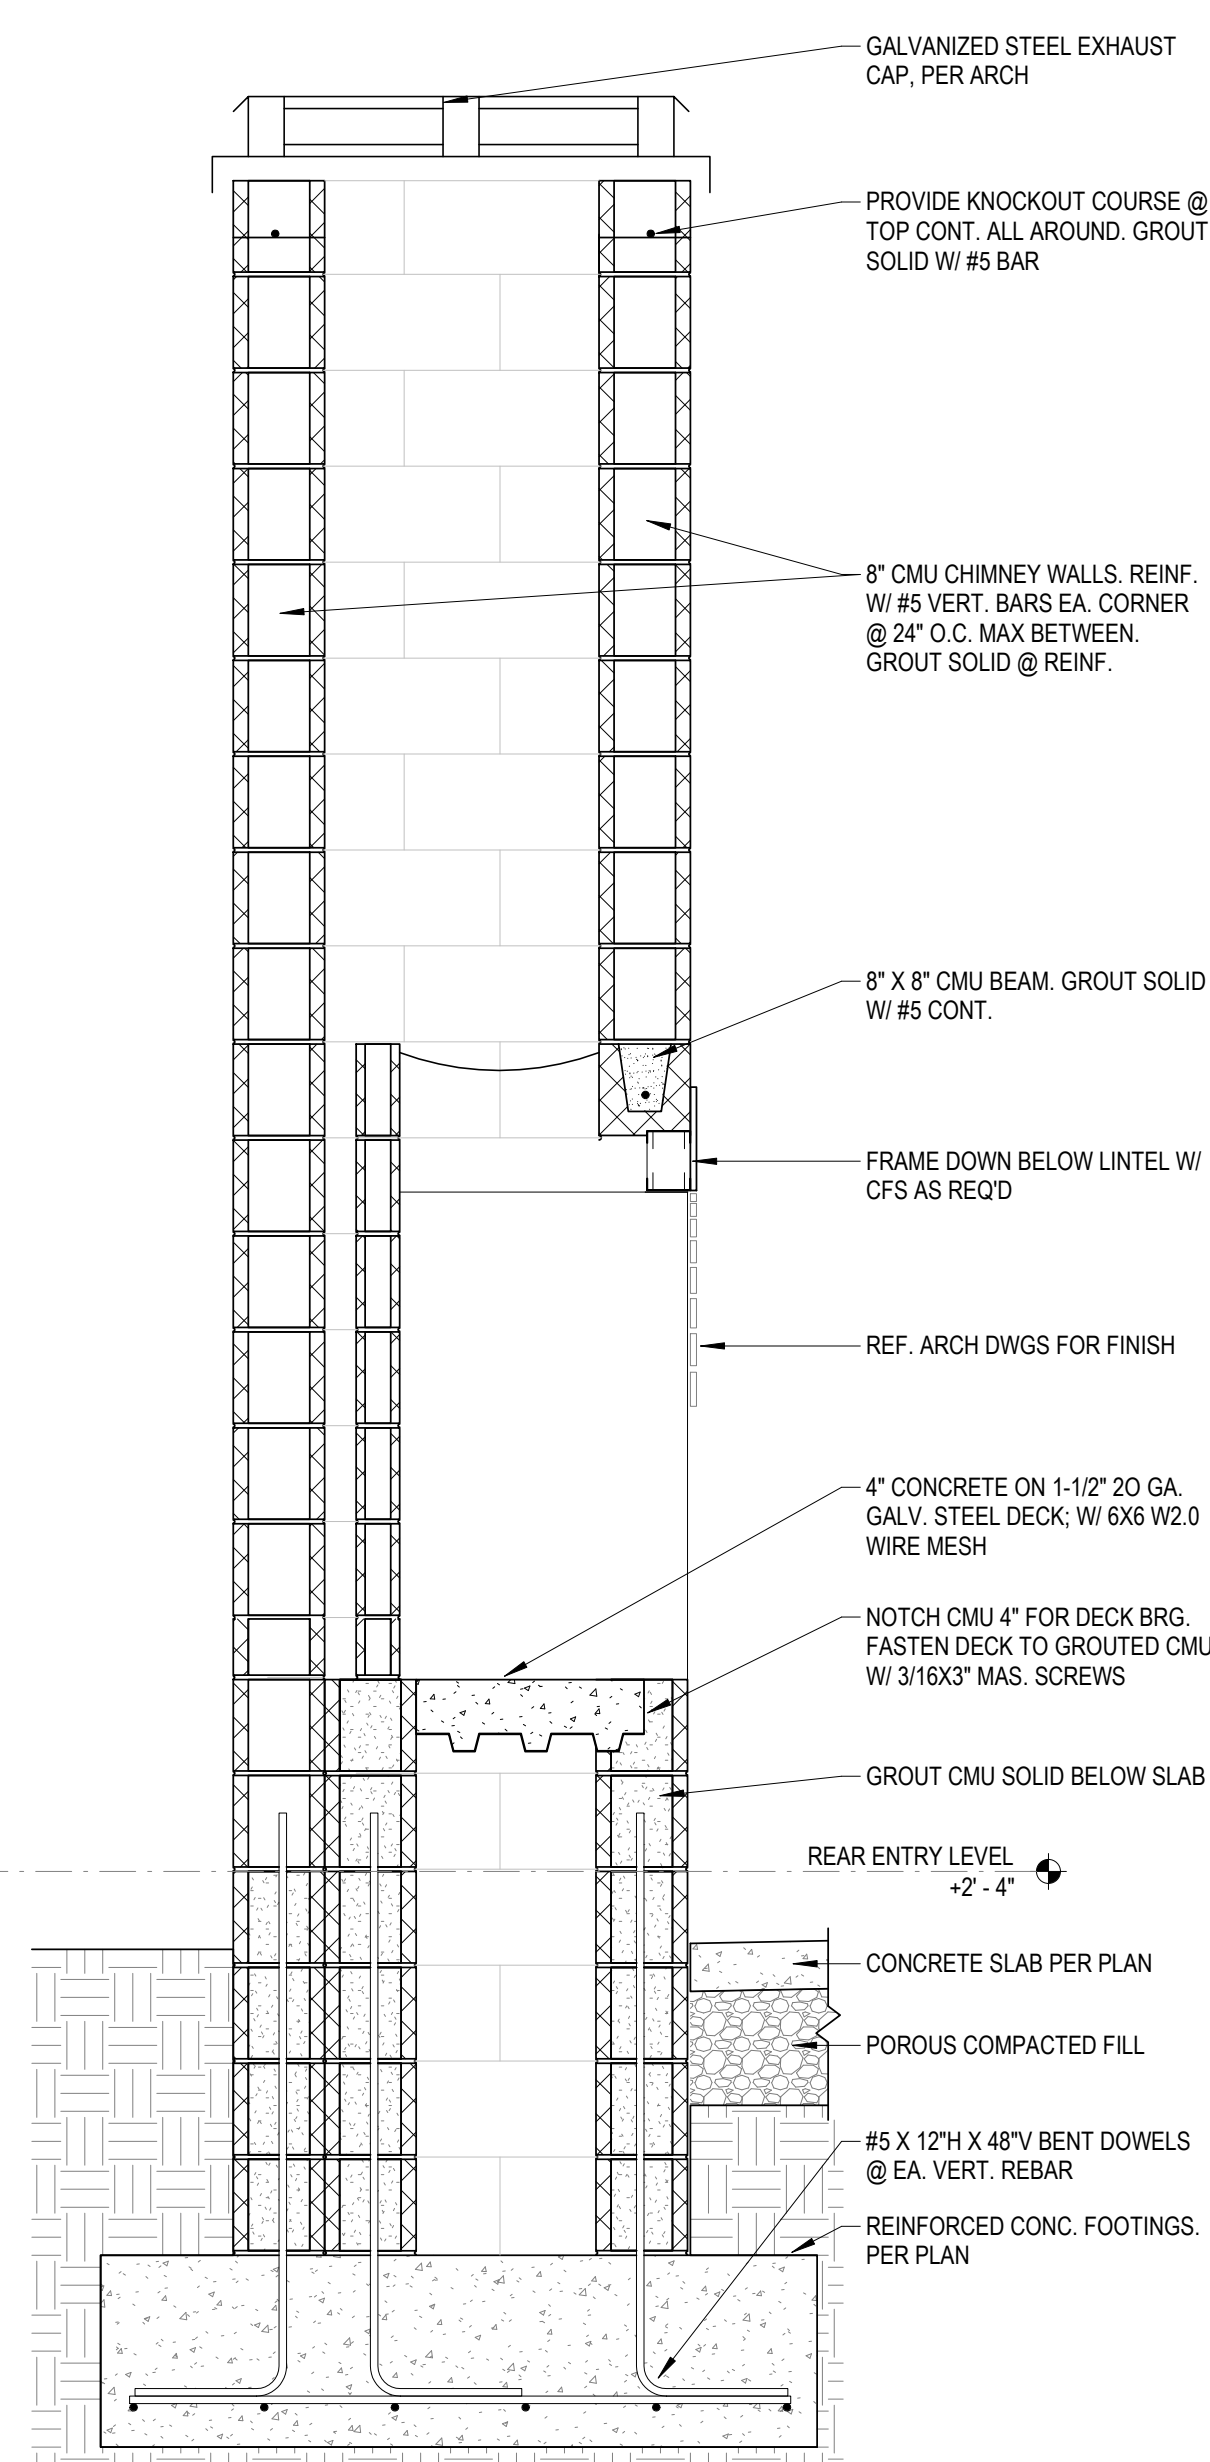 GALVANIZED STEEL EXHAUST
CAP, PER ARCH
PROVIDE KNOCKOUT COURSE @
TOP CONT. ALL AROUND. GROUT
SOLID W/ #5 BAR
8" CMU CHIMNEY WALLS. REINF.
W/ #5 VERT. BARS EA. CORNER
@ 24" O.C. MAX BETWEEN.
GROUT SOLID @ REINF.
8" X 8" CMU BEAM. GROUT SOLID
W/ #5 CONT.
FRAME DOWN BELOW LINTEL W/
CFS AS REQ'D
REF. ARCH DWGS FOR FINISH
4" CONCRETE ON 1-1/2" 2O GA.
GALV. STEEL DECK; W/ 6X6 W2.0
WIRE MESH
NOTCH CMU 4" FOR DECK BRG.
FASTEN DECK TO GROUTED CMU
W/ 3/16X3" MAS. SCREWS
GROUT CMU SOLID BELOW SLAB
REAR ENTRY LEVEL
+2' - 4"
CONCRETE SLAB PER PLAN
POROUS COMPACTED FILL
#5 X 12"H X 48"V BENT DOWELS
@ EA. VERT. REBAR
REINFORCED CONC. FOOTINGS.
PER PLAN